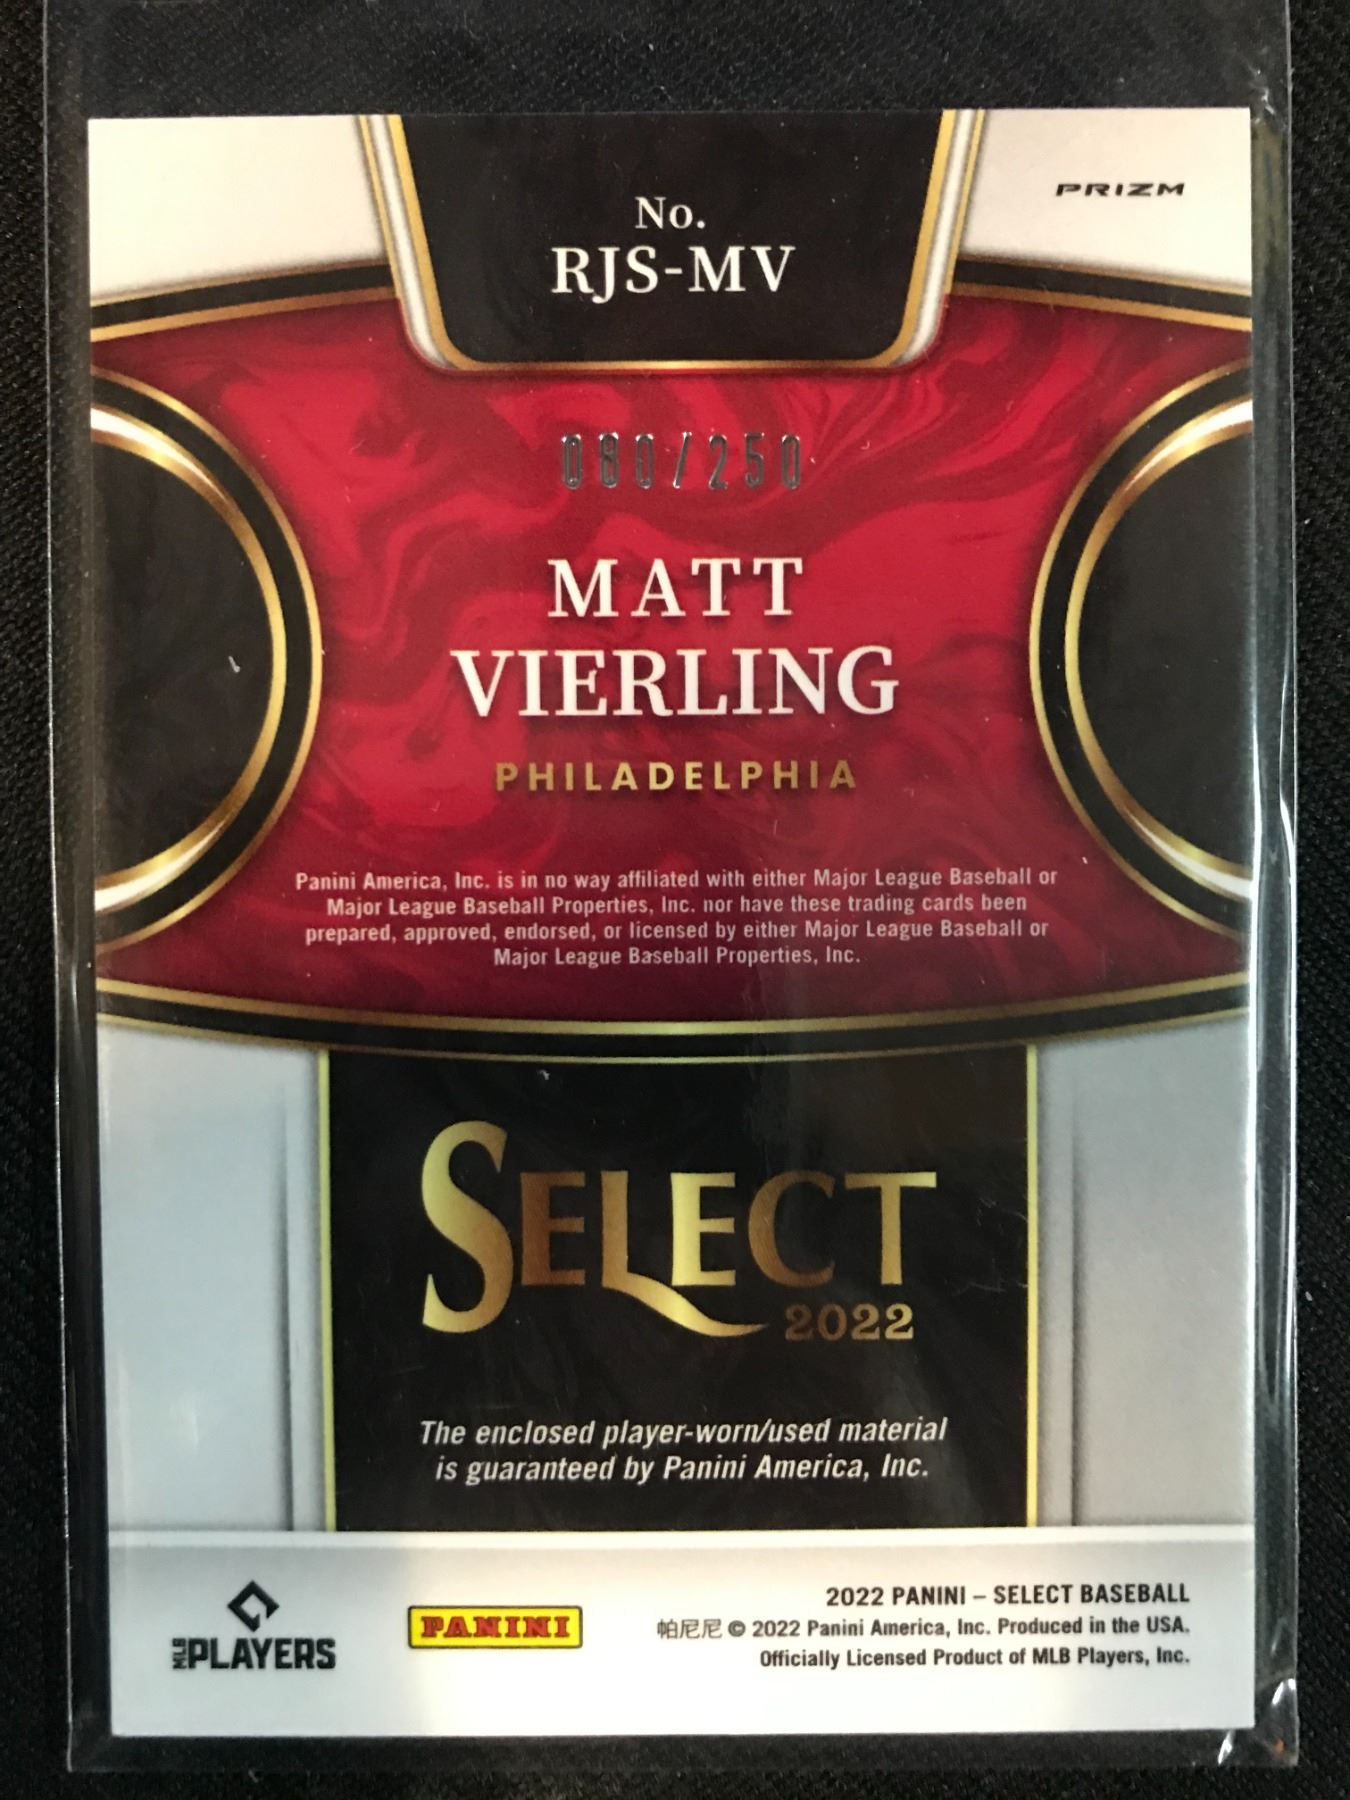 No.
RJS-MV
PRIZM
080/250
MATT
VIERLING
PHILADELPHIA
Panini America, Inc. is in no way affiliated with either Major League Baseball or
Major League Baseball Properties, Inc. nor have these trading cards been
prepared, approved, endorsed, or licensed by either Major League Baseball or
Major League Baseball Properties, Inc.
SELECT
2022
The enclosed player-worn/used material
is guaranteed by Panini America, Inc.
MLB PLAYERS
PANINI
2022 PANINI – SELECT BASEBALL
帕尼尼 © 2022 Panini America, Inc. Produced in the USA.
Officially Licensed Product of MLB Players, Inc.